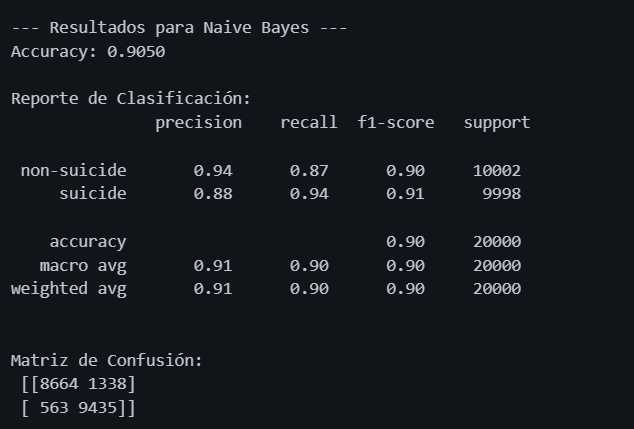 --- Resultados para Naive Bayes ---
Accuracy: 0.9050
Reporte de Clasificación:
precision recall f1-score support
non-suicide 0.94 0.87 0.90 10002
suicide 0.88 0.94 0.91 9998
accuracy 0.90 20000
macro avg 0.91 0.90 0.90 20000
weighted avg 0.91 0.90 0.90 20000
Matriz de Confusión:
[[8664 1338]
[ 563 9435]]